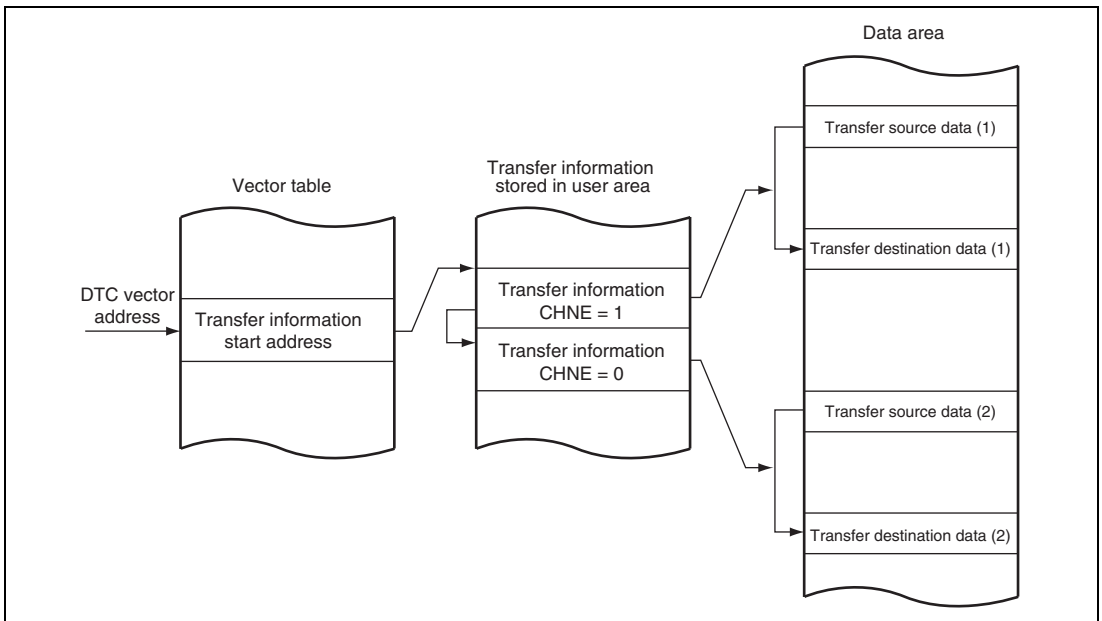 Data area
Transfer source data (1)
Transfer information
stored in user area
Vector table
Transfer destination data (1)
DTC vector
address
Transfer information
start address
Transfer information
CHNE = 1
Transfer information
CHNE = 0
Transfer source data (2)
Transfer destination data (2)